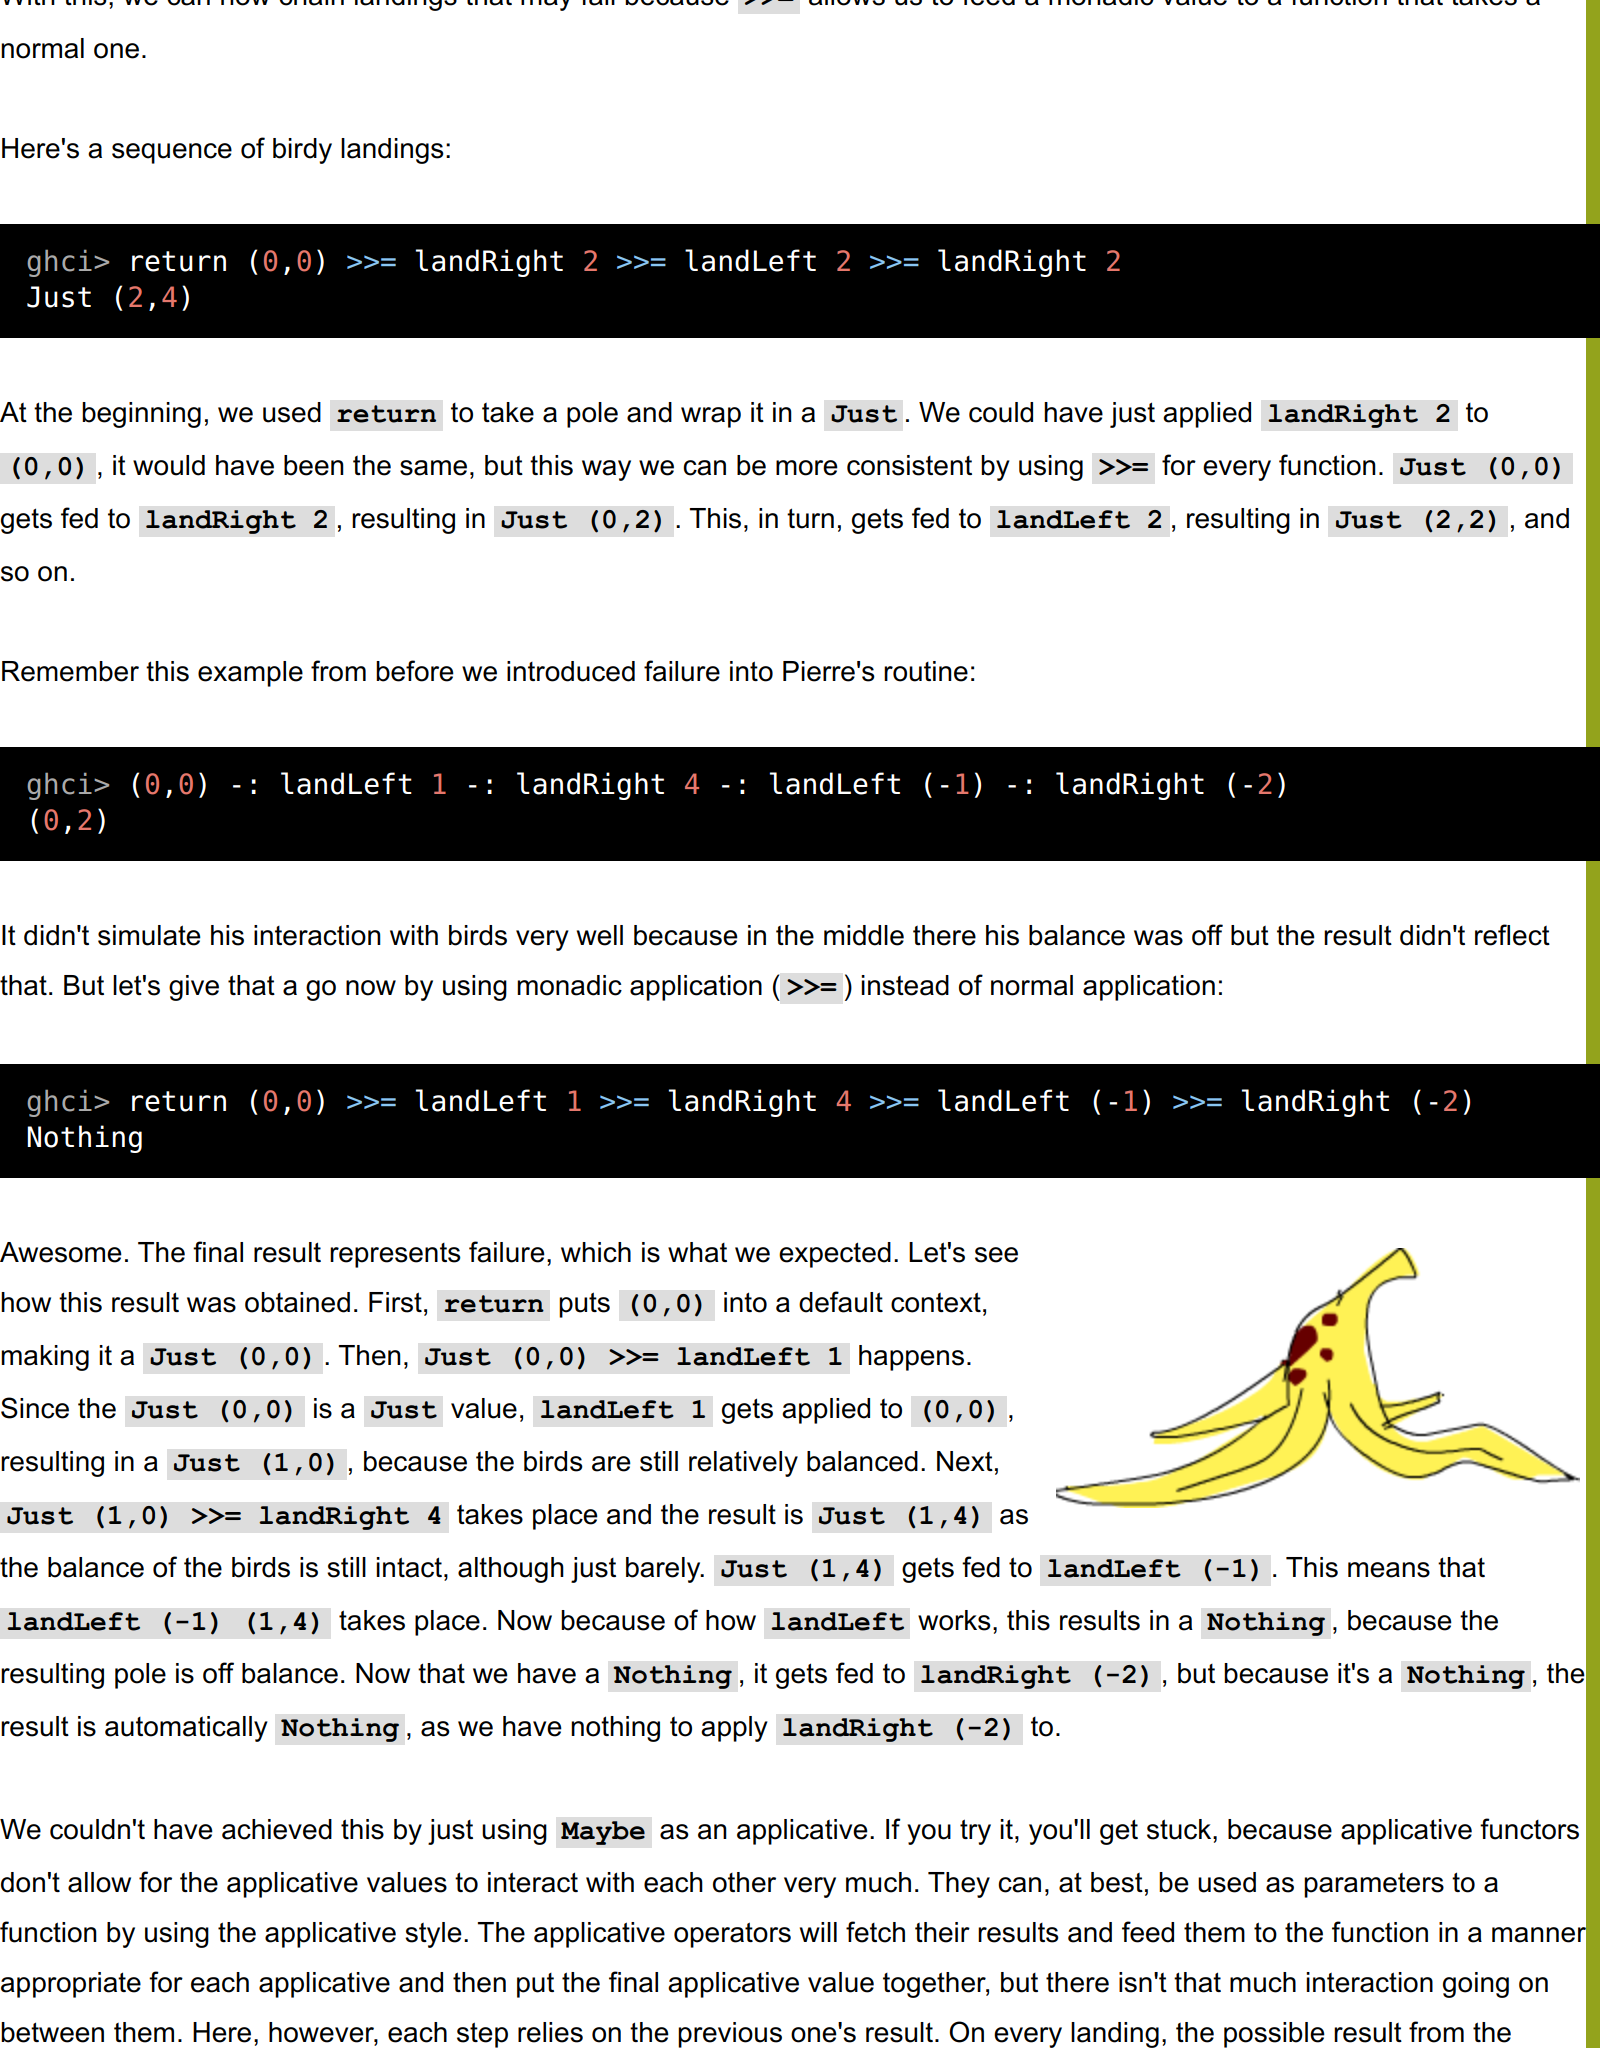 With this, we can now chain landings that may fail because >>= allows us to feed a monadic value to a function that takes a
normal one.
Here's a sequence of birdy landings:
ghci> return (0,0) >>= landRight 2 >>= landLeft 2 >>= landRight 2
Just (2,4)
At the beginning, we used return to take a pole and wrap it in a Just. We could have just applied landRight 2 to
(0,0), it would have been the same, but this way we can be more consistent by using >>= for every function. Just (0,0)
gets fed to landRight 2, resulting in Just (0,2). This, in turn, gets fed to landLeft 2, resulting in Just (2,2), and
so on.
Remember this example from before we introduced failure into Pierre's routine:
ghci> (0,0) -: landLeft 1 -: landRight 4 -: landLeft (-1) -: landRight (-2)
(0,2)
It didn't simulate his interaction with birds very well because in the middle there his balance was off but the result didn't reflect
that. But let's give that a go now by using monadic application (>>=) instead of normal application:
ghci> return (0,0) >>= landLeft 1 >>= landRight 4 >>= landLeft (-1) >>= landRight (-2)
Nothing
Awesome. The final result represents failure, which is what we expected. Let's see
how this result was obtained. First, return puts (0,0) into a default context,
making it a Just (0,0). Then, Just (0,0) >>= landLeft 1 happens.
Since the Just (0,0) is a Just value, landLeft 1 gets applied to (0,0),
resulting in a Just (1,0), because the birds are still relatively balanced. Next,
Just (1,0) >>= landRight 4 takes place and the result is Just (1,4) as
the balance of the birds is still intact, although just barely. Just (1,4) gets fed to landLeft (-1). This means that
landLeft (-1) (1,4) takes place. Now because of how landLeft works, this results in a Nothing, because the
resulting pole is off balance. Now that we have a Nothing, it gets fed to landRight (-2), but because it's a Nothing, the
result is automatically Nothing, as we have nothing to apply landRight (-2) to.
We couldn't have achieved this by just using Maybe as an applicative. If you try it, you'll get stuck, because applicative functors
don't allow for the applicative values to interact with each other very much. They can, at best, be used as parameters to a
function by using the applicative style. The applicative operators will fetch their results and feed them to the function in a manner
appropriate for each applicative and then put the final applicative value together, but there isn't that much interaction going on
between them. Here, however, each step relies on the previous one's result. On every landing, the possible result from the